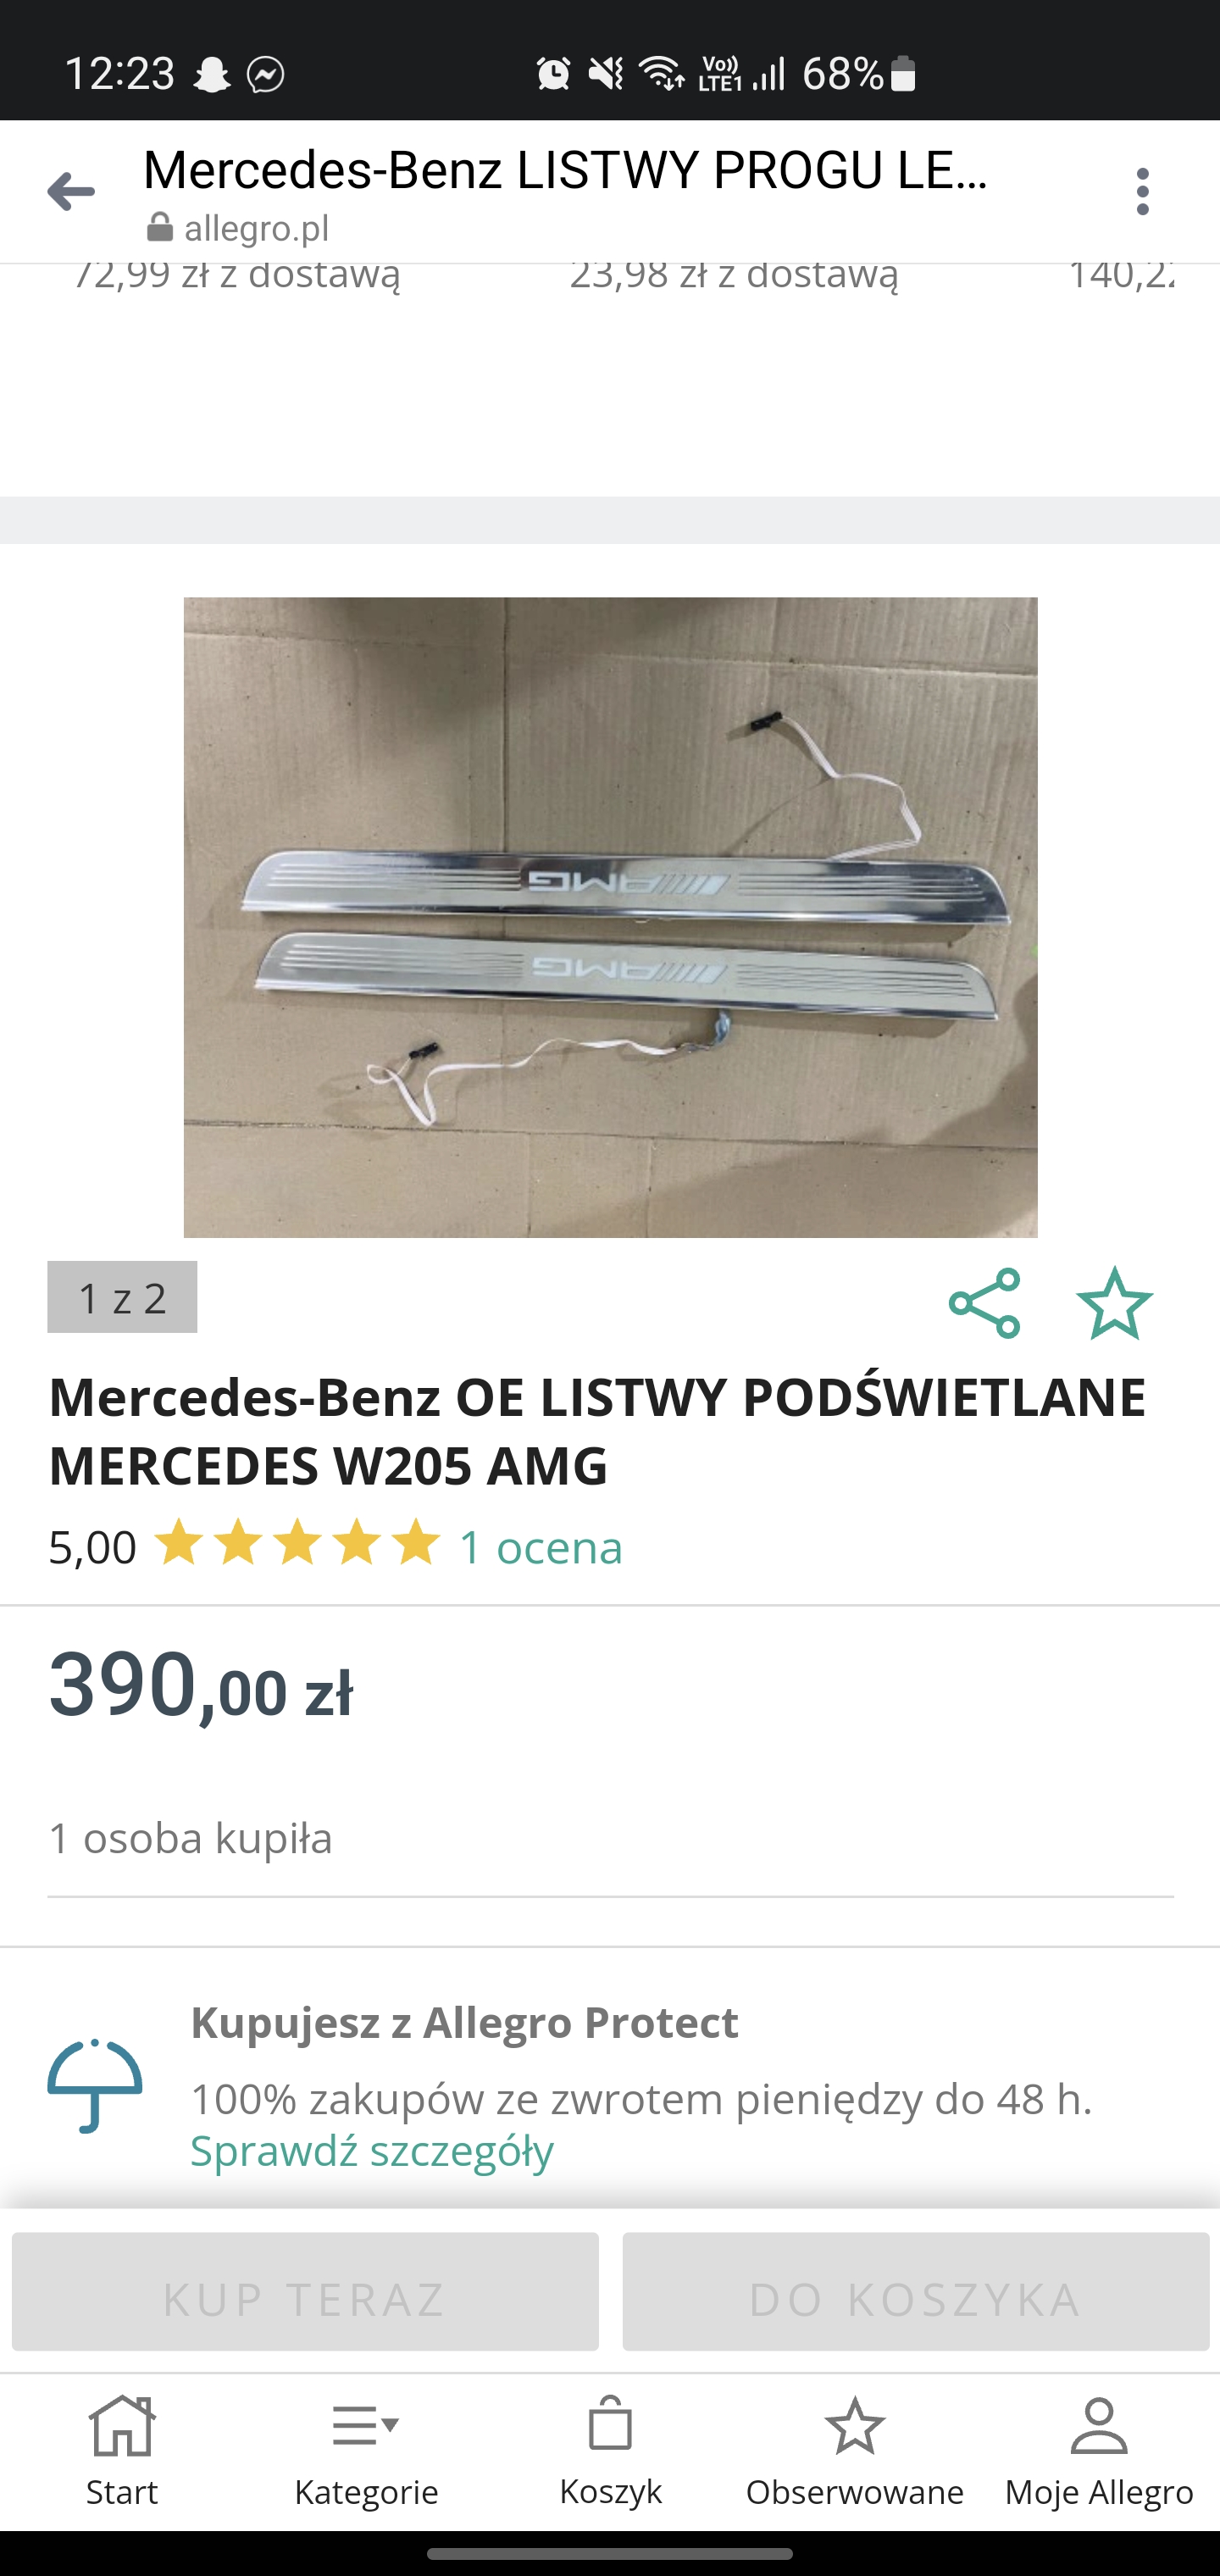 12:23
Vo))
LTE1
68%
Mercedes-Benz LISTWY PROGU LE...
allegro.pl
72,99 zł z dostawą 23,98 zł z dostawą 140,22
AMG
AMG
1 z 2
Mercedes-Benz OE LISTWY PODŚWIETLANE
MERCEDES W205 AMG
5,00 1 ocena
390,00 zł
1 osoba kupiła
Kupujesz z Allegro Protect
100% zakupów ze zwrotem pieniędzy do 48 h.
Sprawdź szczegóły
KUP TERAZ DO KOSZYKA
Start Kategorie Koszyk Obserwowane Moje Allegro